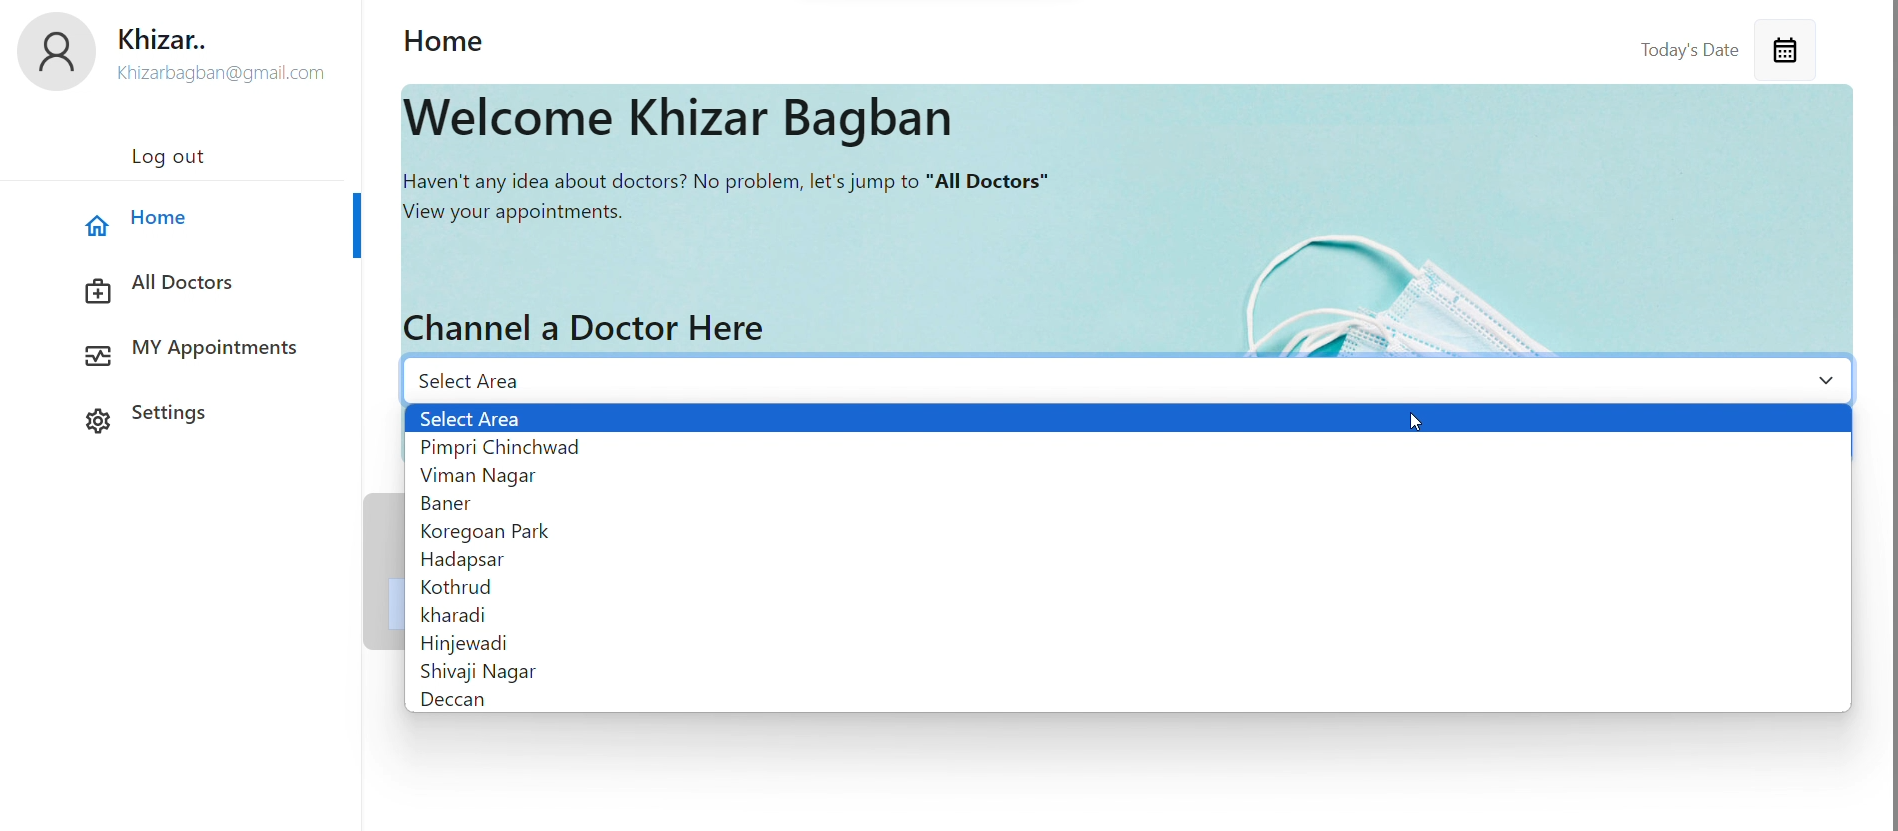 Khizar..
Khizarbagban@gmail.com
Log out
Home
All Doctors
MY Appointments
Settings
Home
Today's Date
Welcome Khizar Bagban
Haven't any idea about doctors? No problem, let's jump to "All Doctors"
View your appointments.
Channel a Doctor Here
Select Area
Select Area
Pimpri Chinchwad
Viman Nagar
Baner
Koregoan Park
Hadapsar
Kothrud
kharadi
Hinjewadi
Shivaji Nagar
Deccan